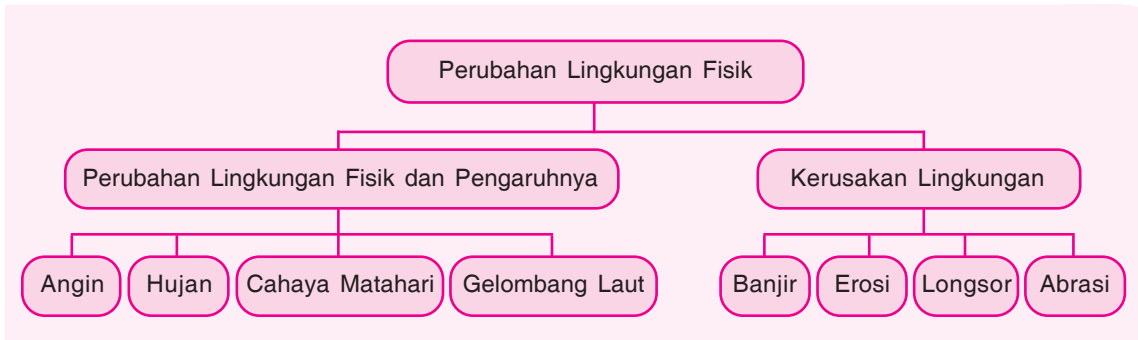 Perubahan Lingkungan Fisik
Perubahan Lingkungan Fisik dan Pengaruhnya
Kerusakan Lingkungan
Angin
Hujan
Cahaya Matahari
Gelombang Laut
Banjir
Erosi
Longsor
Abrasi